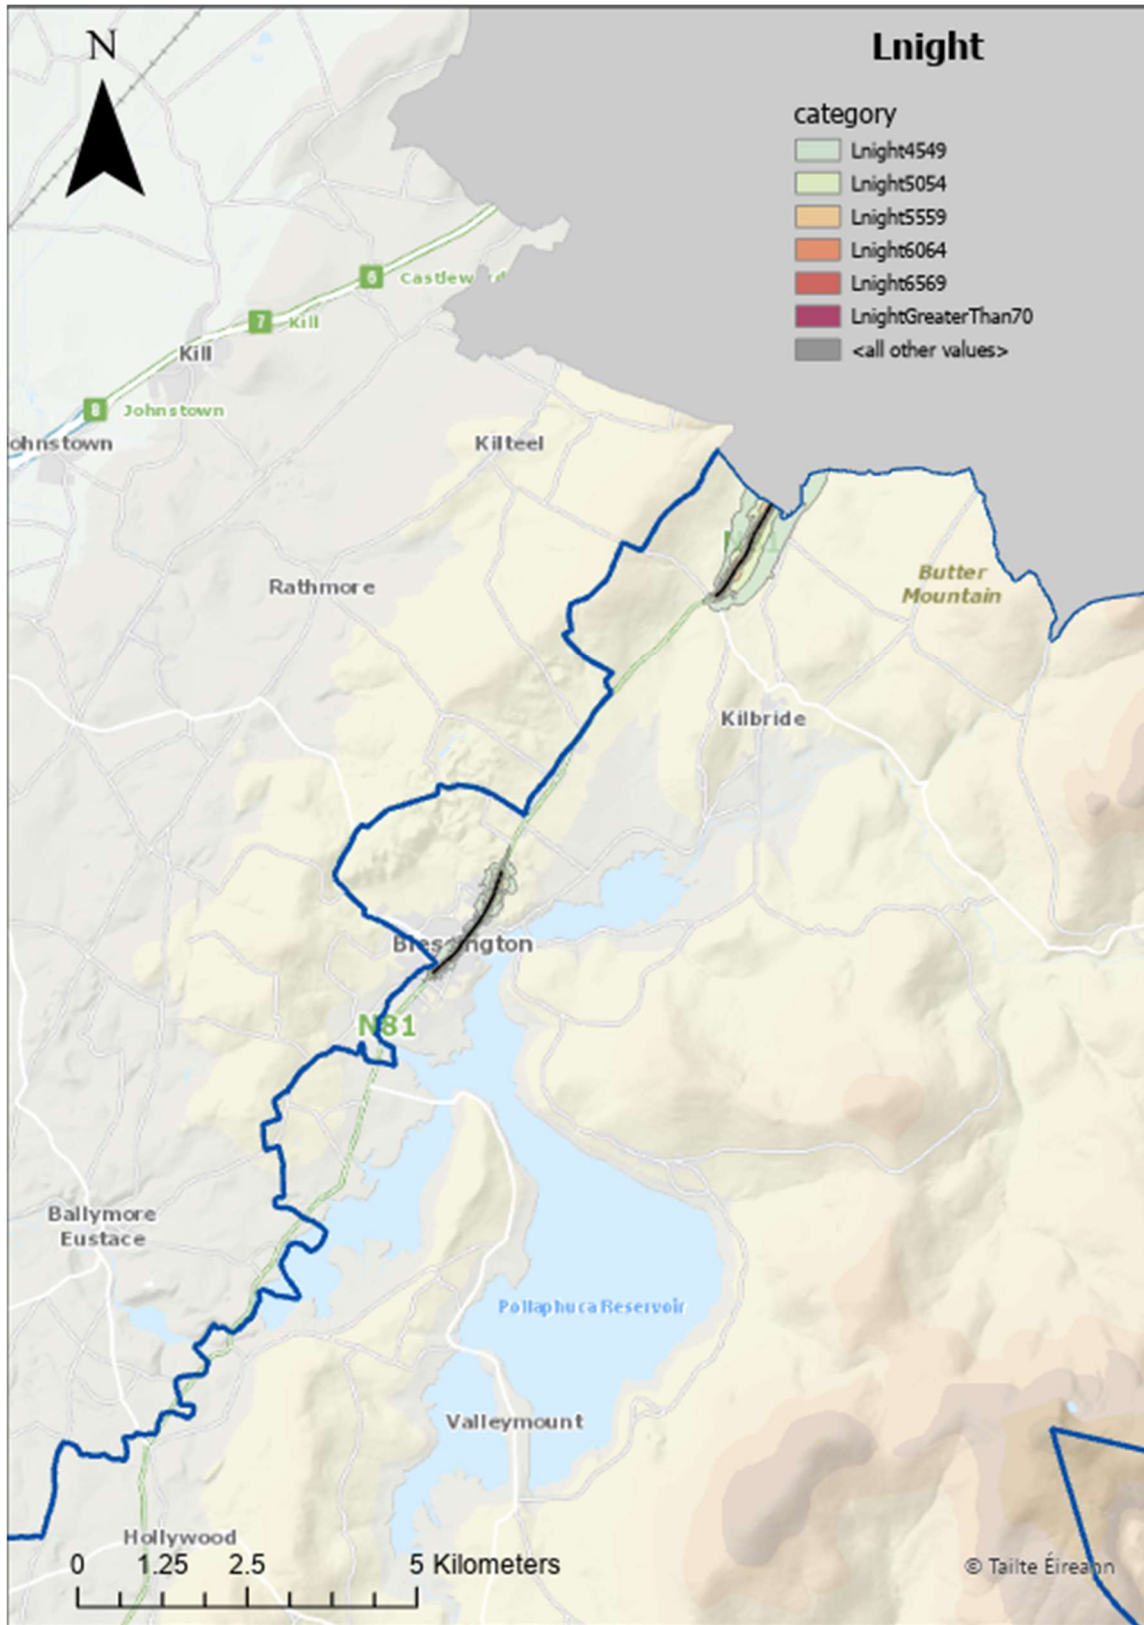 Lnight
N
category
Lnight4549
Lnight5054
Lnight5559
Lnight6064
Lnight6569
LnightGreaterThan70
<all other values>
6
7
Kill
Kill
8 Johnstown
ohnstown
Kilteel
Rathmore
Butter
Mountain
Kilbride
N81
Ballymore
Eustace
Pollaphuca Reservoir
Valleymount
Hollywood
0 1.25 2.5 5 Kilometers
© Tailte Éireann